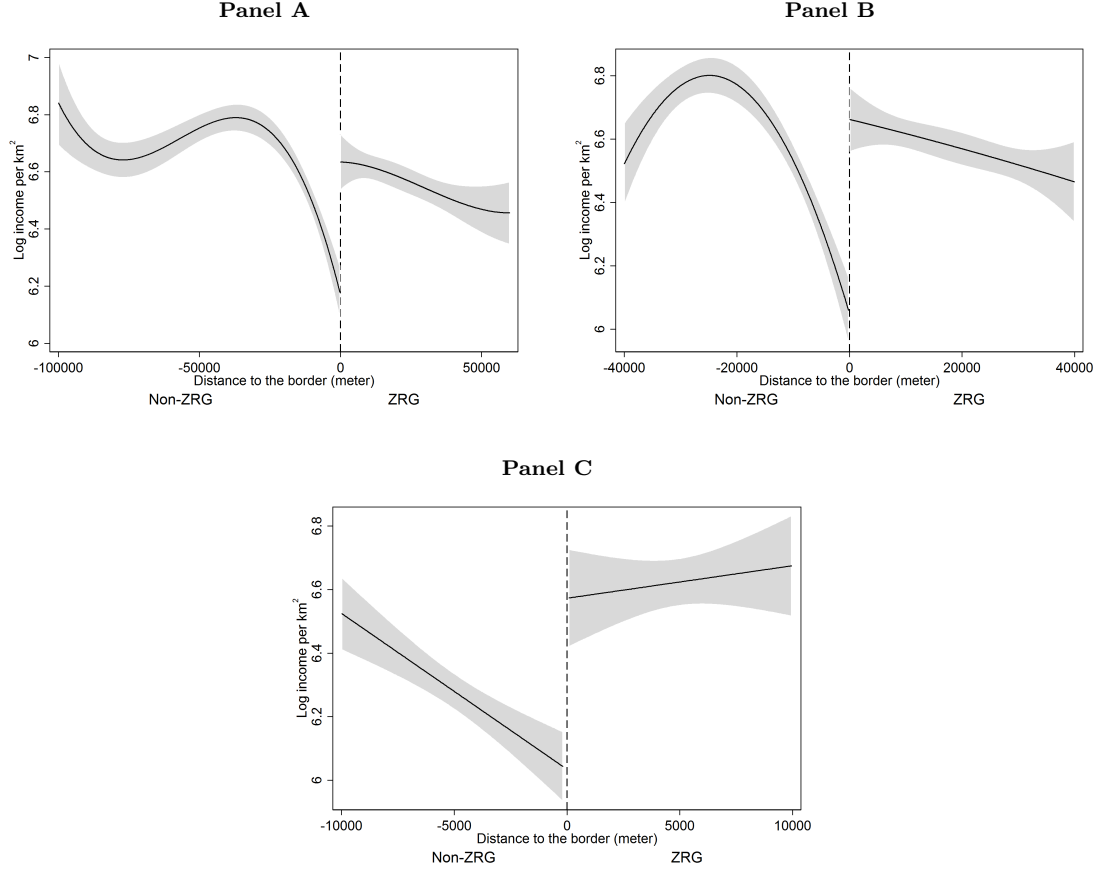 Panel A
Log income per km²
7
6.8
6.6
6.4
6.2
6
-100000 -50000 0 50000
Distance to the border (meter)
Non-ZRG ZRG
Panel B
Log income per km²
6.8
6.6
6.4
6.2
6
-40000 -20000 0 20000 40000
Distance to the border (meter)
Non-ZRG ZRG
Panel C
Log income per km²
6.8
6.6
6.4
6.2
6
-10000 -5000 0 5000 10000
Distance to the border (meter)
Non-ZRG ZRG